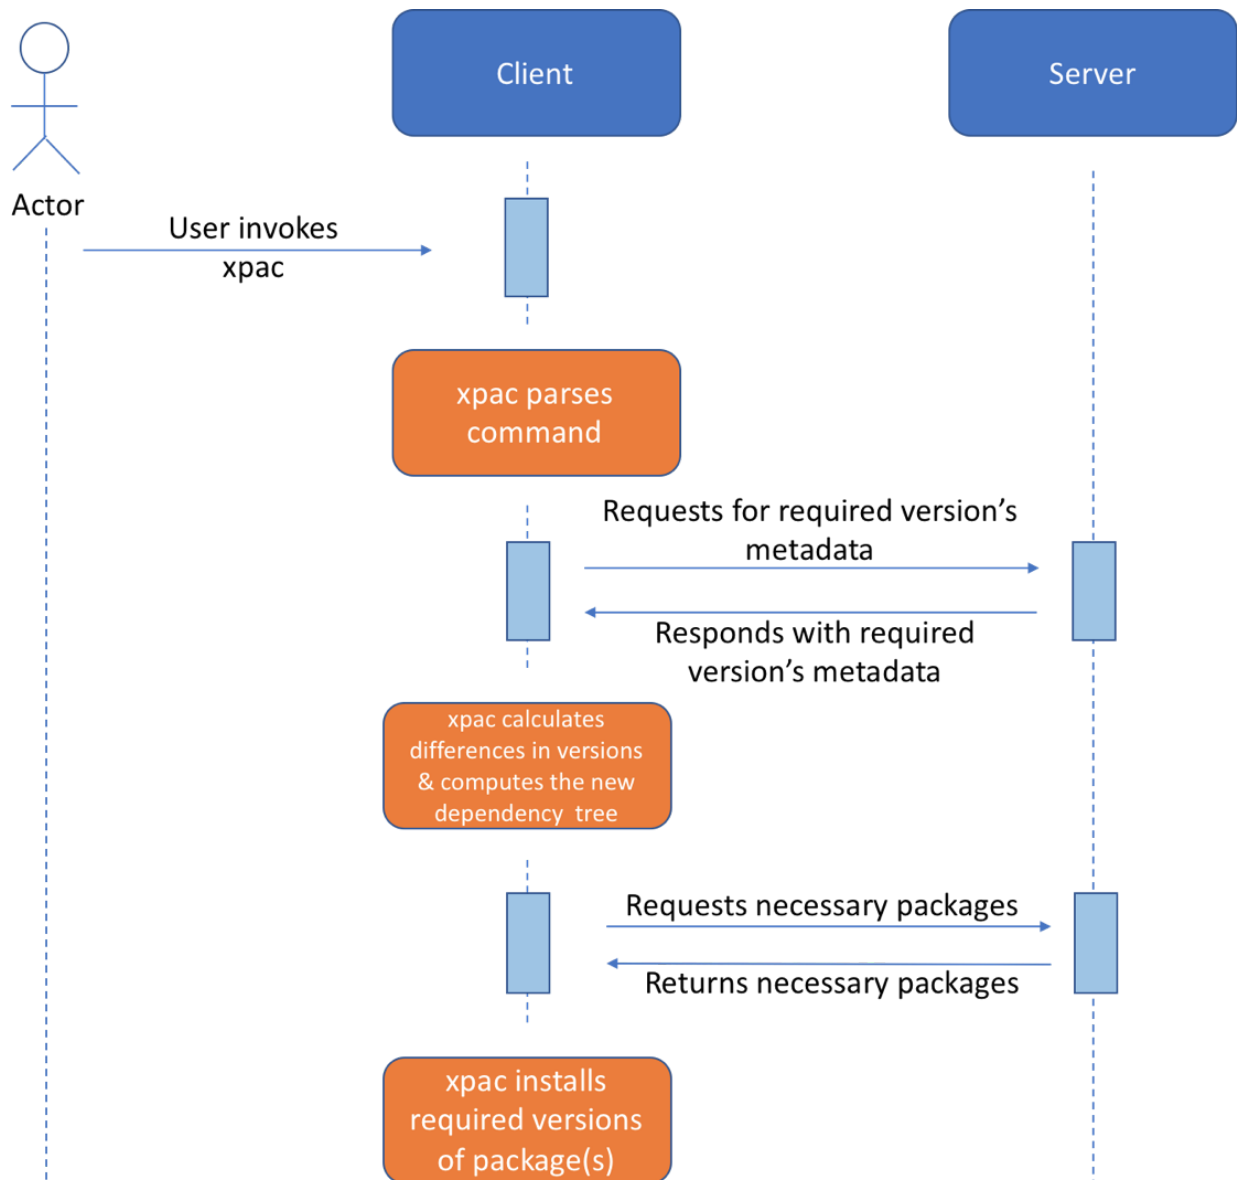 Client
Server
Actor
User invokes
xpac
xpac parses
command
Requests for required version’s
metadata
Responds with required
version’s metadata
xpac calculates
differences in versions
& computes the new
dependency tree
Requests necessary packages
Returns necessary packages
xpac installs
required versions
of package(s)